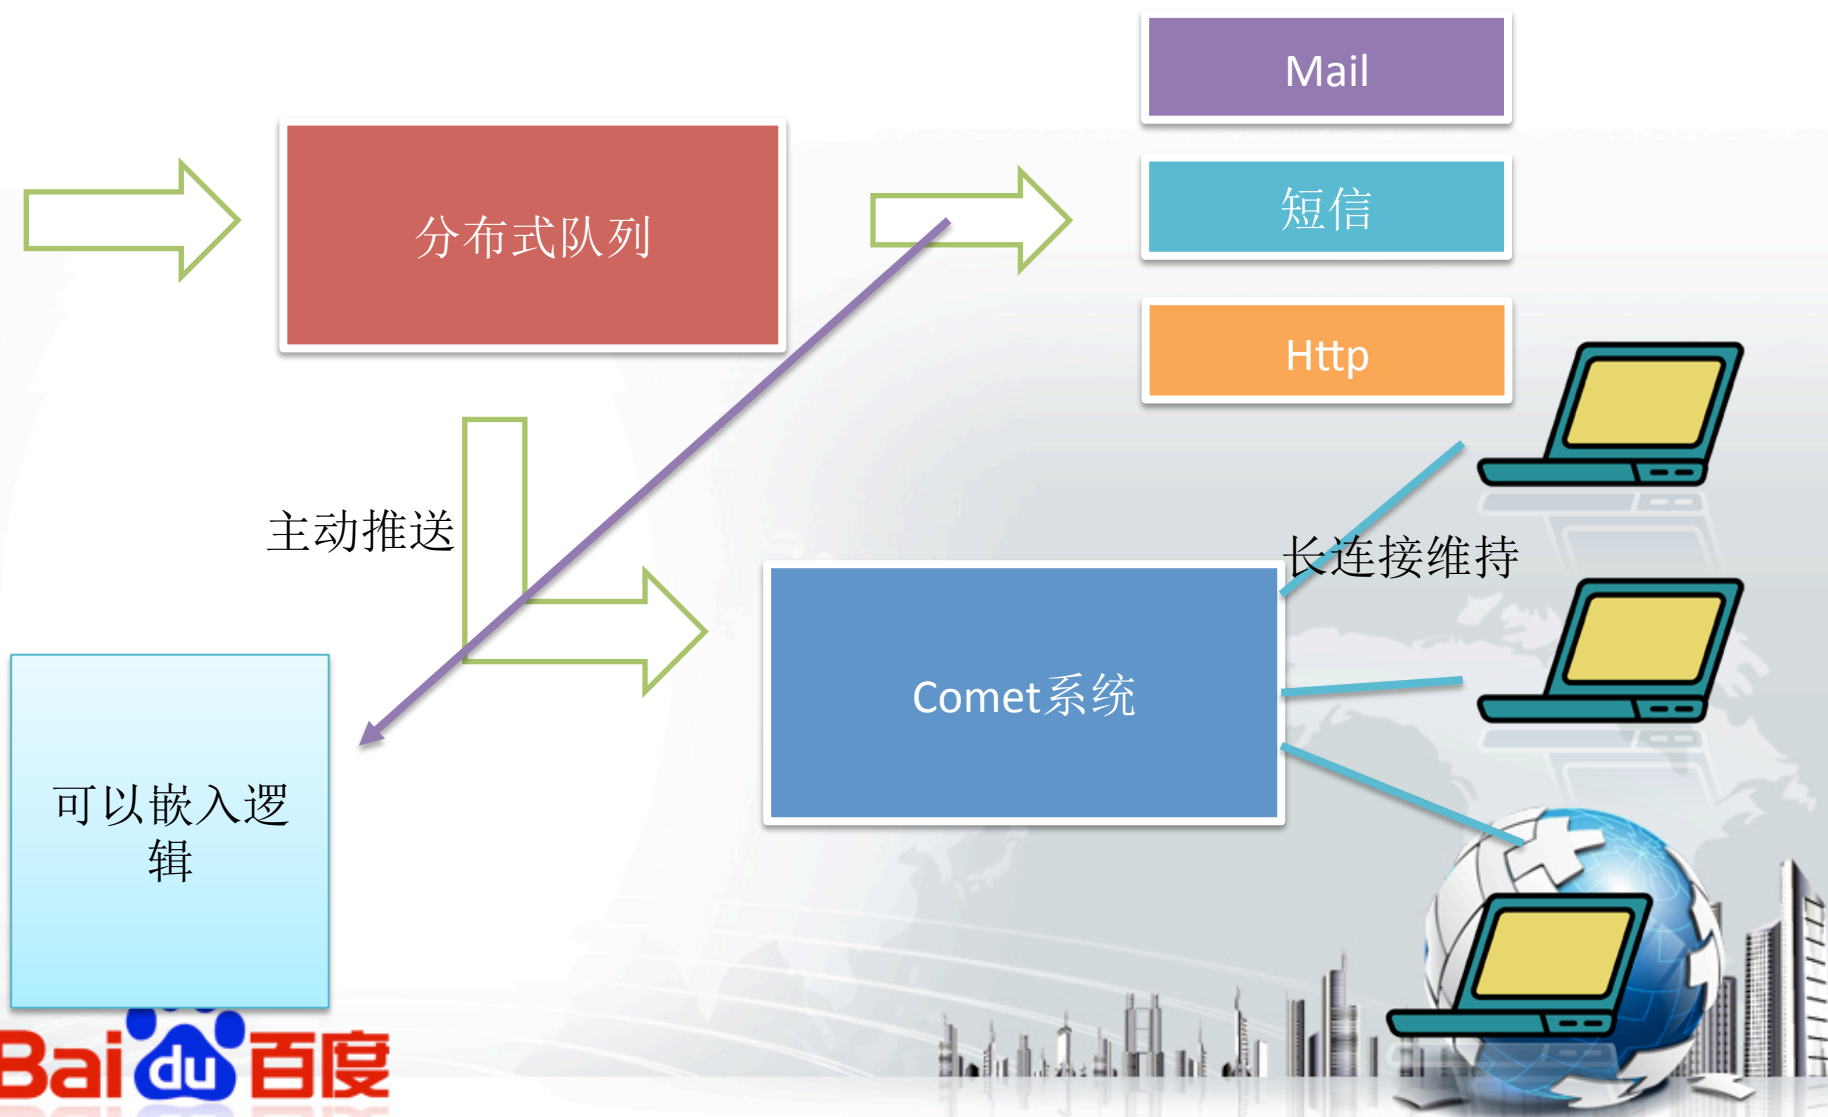 Mail
分布式队列
短信
Http
主动推送
长连接维持
Comet系统
可以嵌入逻
辑
Bai du 百度